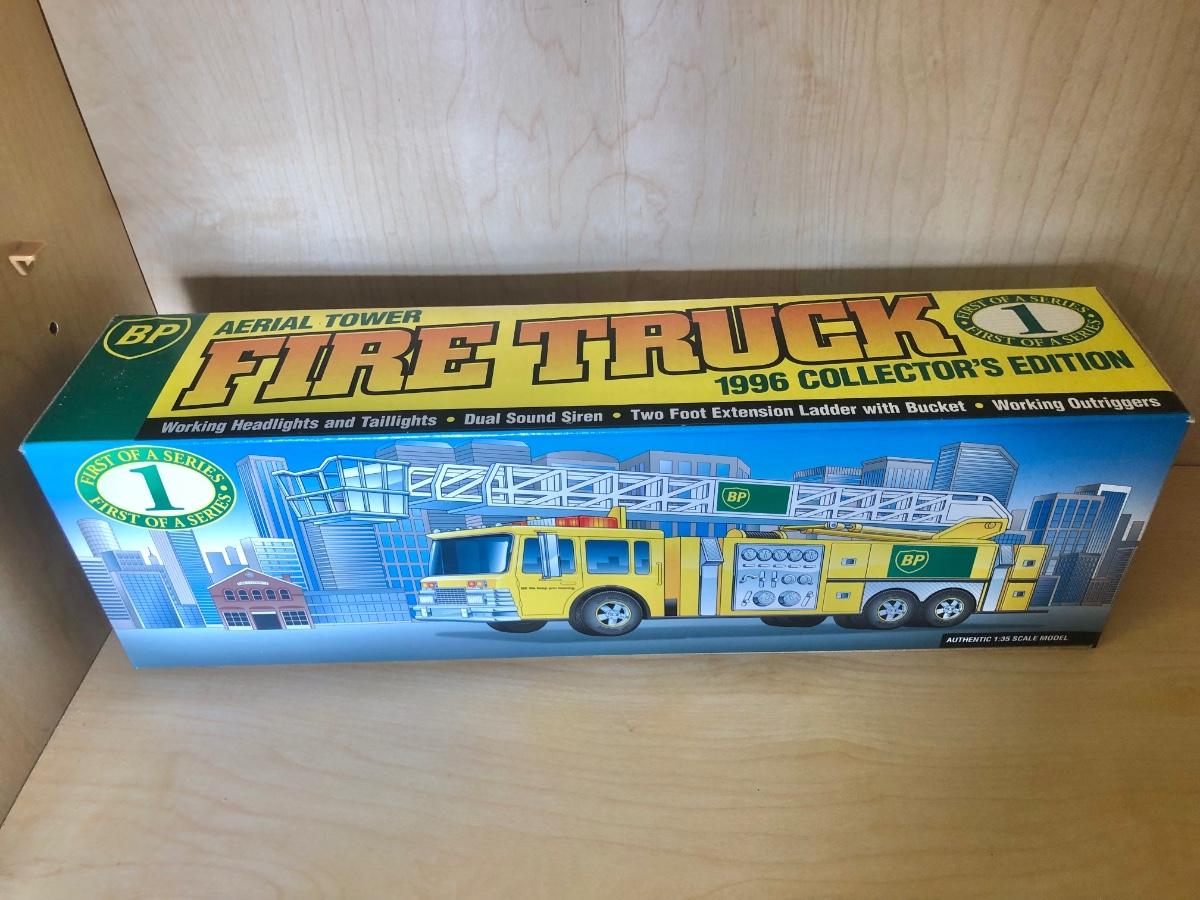 BP
AERIAL TOWER
FIRE TRUCK
1996 COLLECTOR'S EDITION
FIRST OF A SERIES
1
FIRST OF A SERIES
Working Headlights and Taillights • Dual Sound Siren • Two Foot Extension Ladder with Bucket • Working Outriggers
FIRST OF A SERIES
1
FIRST OF A SERIES
BP
BP
AUTHENTIC 1:35 SCALE MODEL